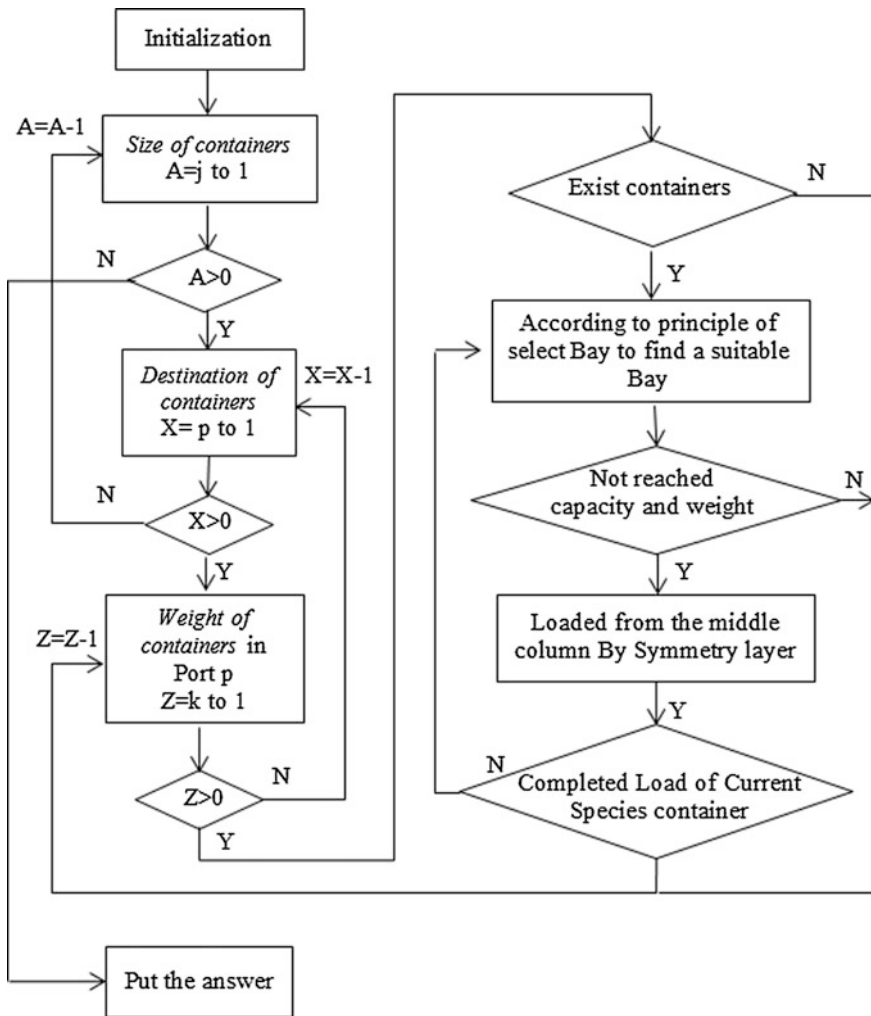 Initialization
A=A-1
Size of containers
A=j to 1
N
A>0
Y
Destination of
containers
X= p to 1
X=X-1
N
X>0
Y
Weight of
containers in
Port p
Z=k to 1
Z=Z-1
Z>0
N
Y
Put the answer
Exist containers
N
Y
According to principle of
select Bay to find a suitable
Bay
Not reached
capacity and weight
N
Y
Loaded from the middle
column By Symmetry layer
Y
N
Completed Load of Current
Species container